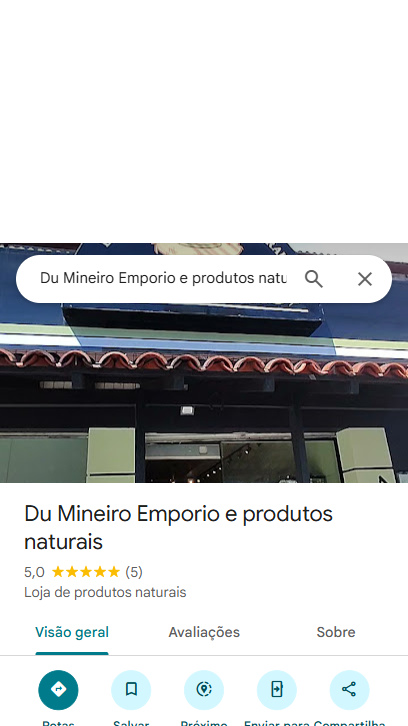 Du Mineiro Emporio e produtos natu
Du Mineiro Emporio e produtos
naturais
5,0 (5)
Loja de produtos naturais
Visão geral Avaliações Sobre
Rotas Salvar Próximo Enviar para Compartilha